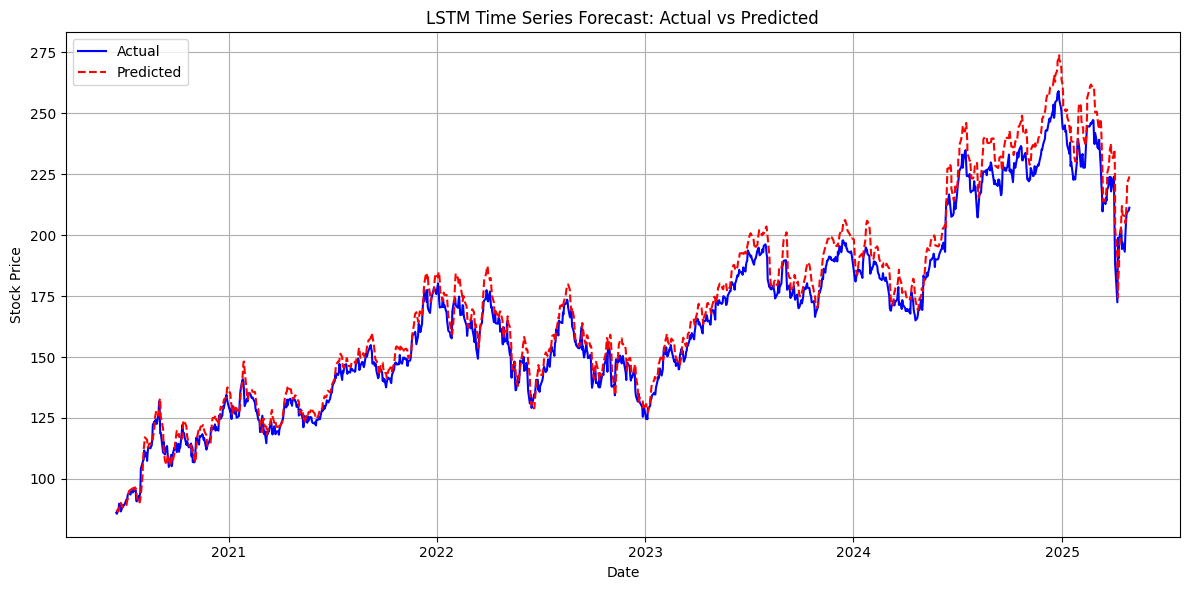 LSTM Time Series Forecast: Actual vs Predicted
Actual
Predicted
275
250
225
200
175
150
125
100
Stock Price
2021
2022
2023
2024
2025
Date